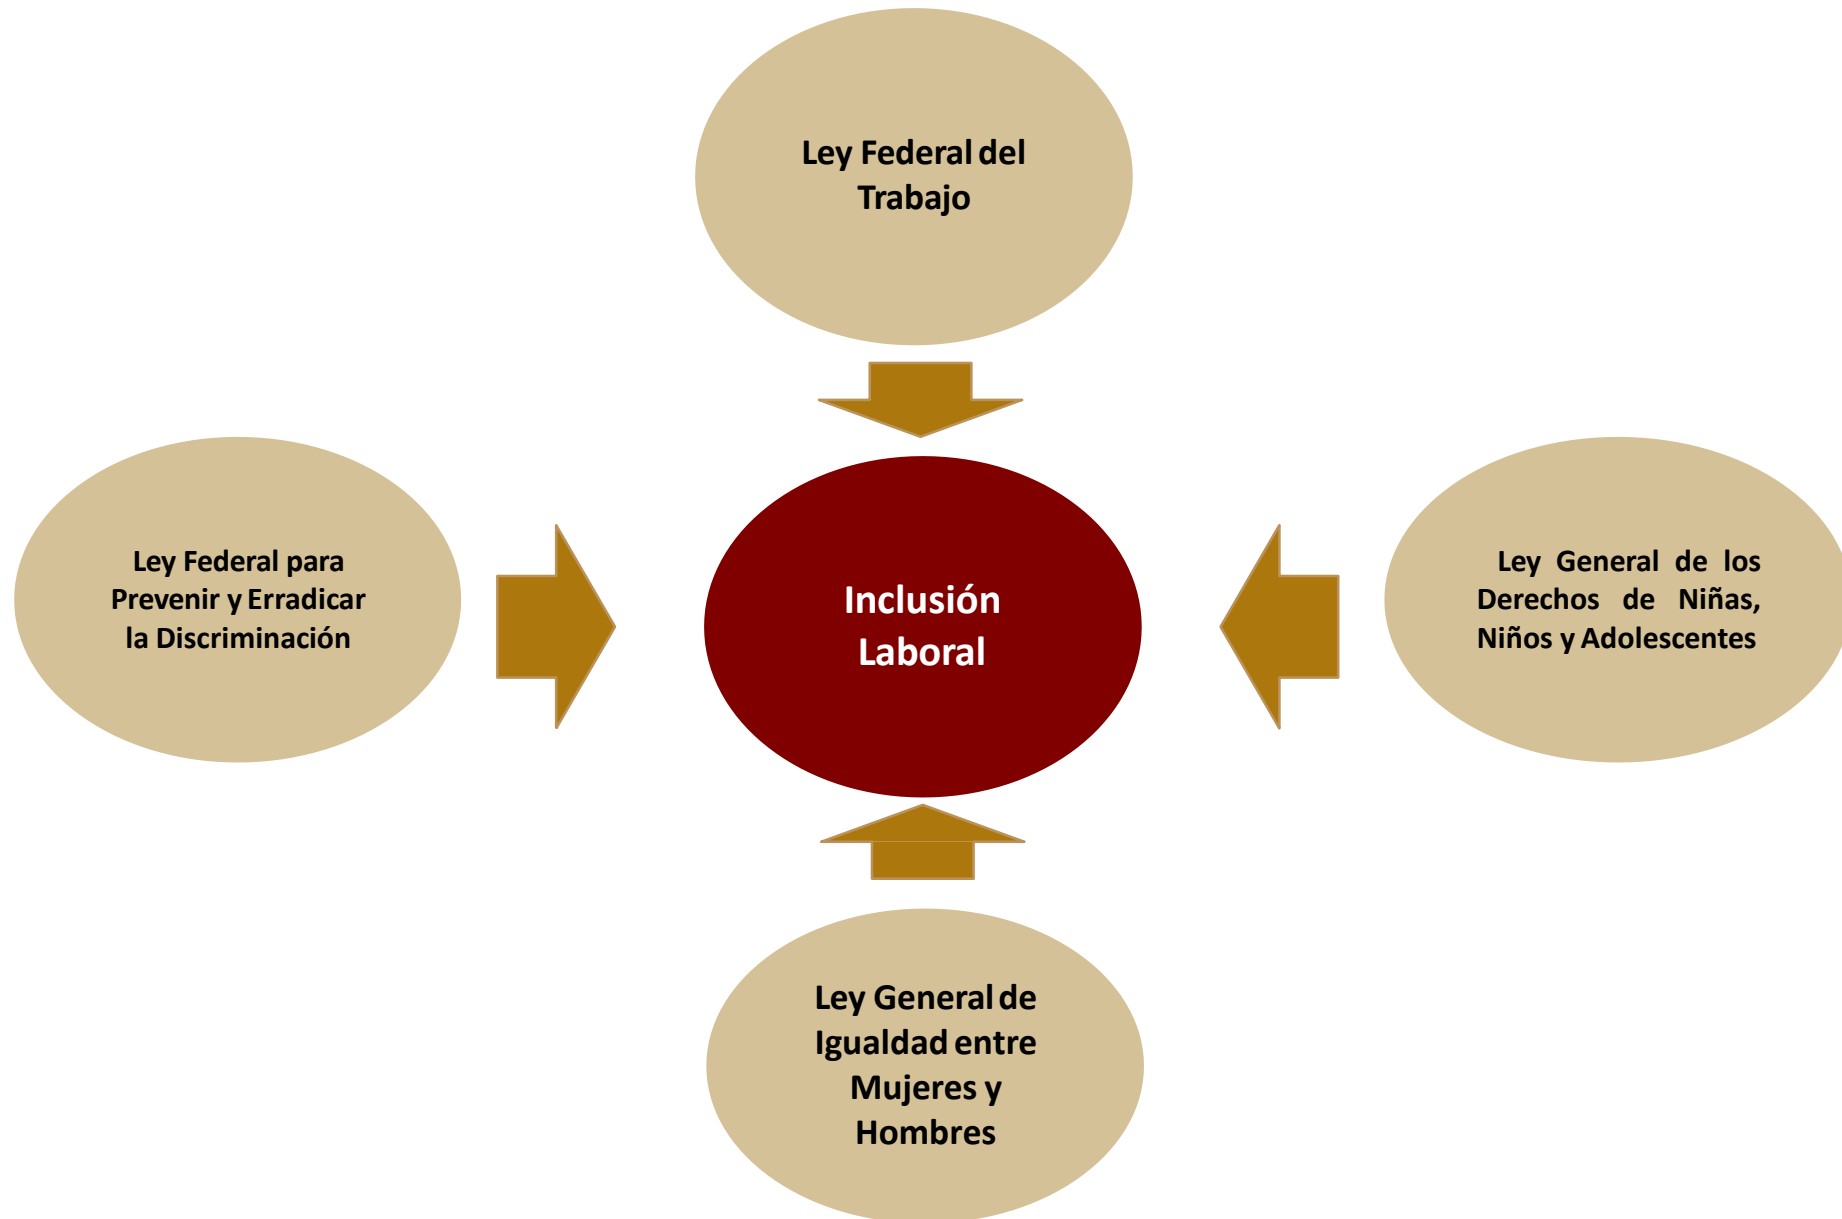 Ley Federal del
Trabajo
Ley Federal para
Prevenir y Erradicar
la Discriminación
Inclusión
Laboral
Ley General de los
Derechos de Niñas,
Niños y Adolescentes
Ley General de
Igualdad entre
Mujeres y
Hombres